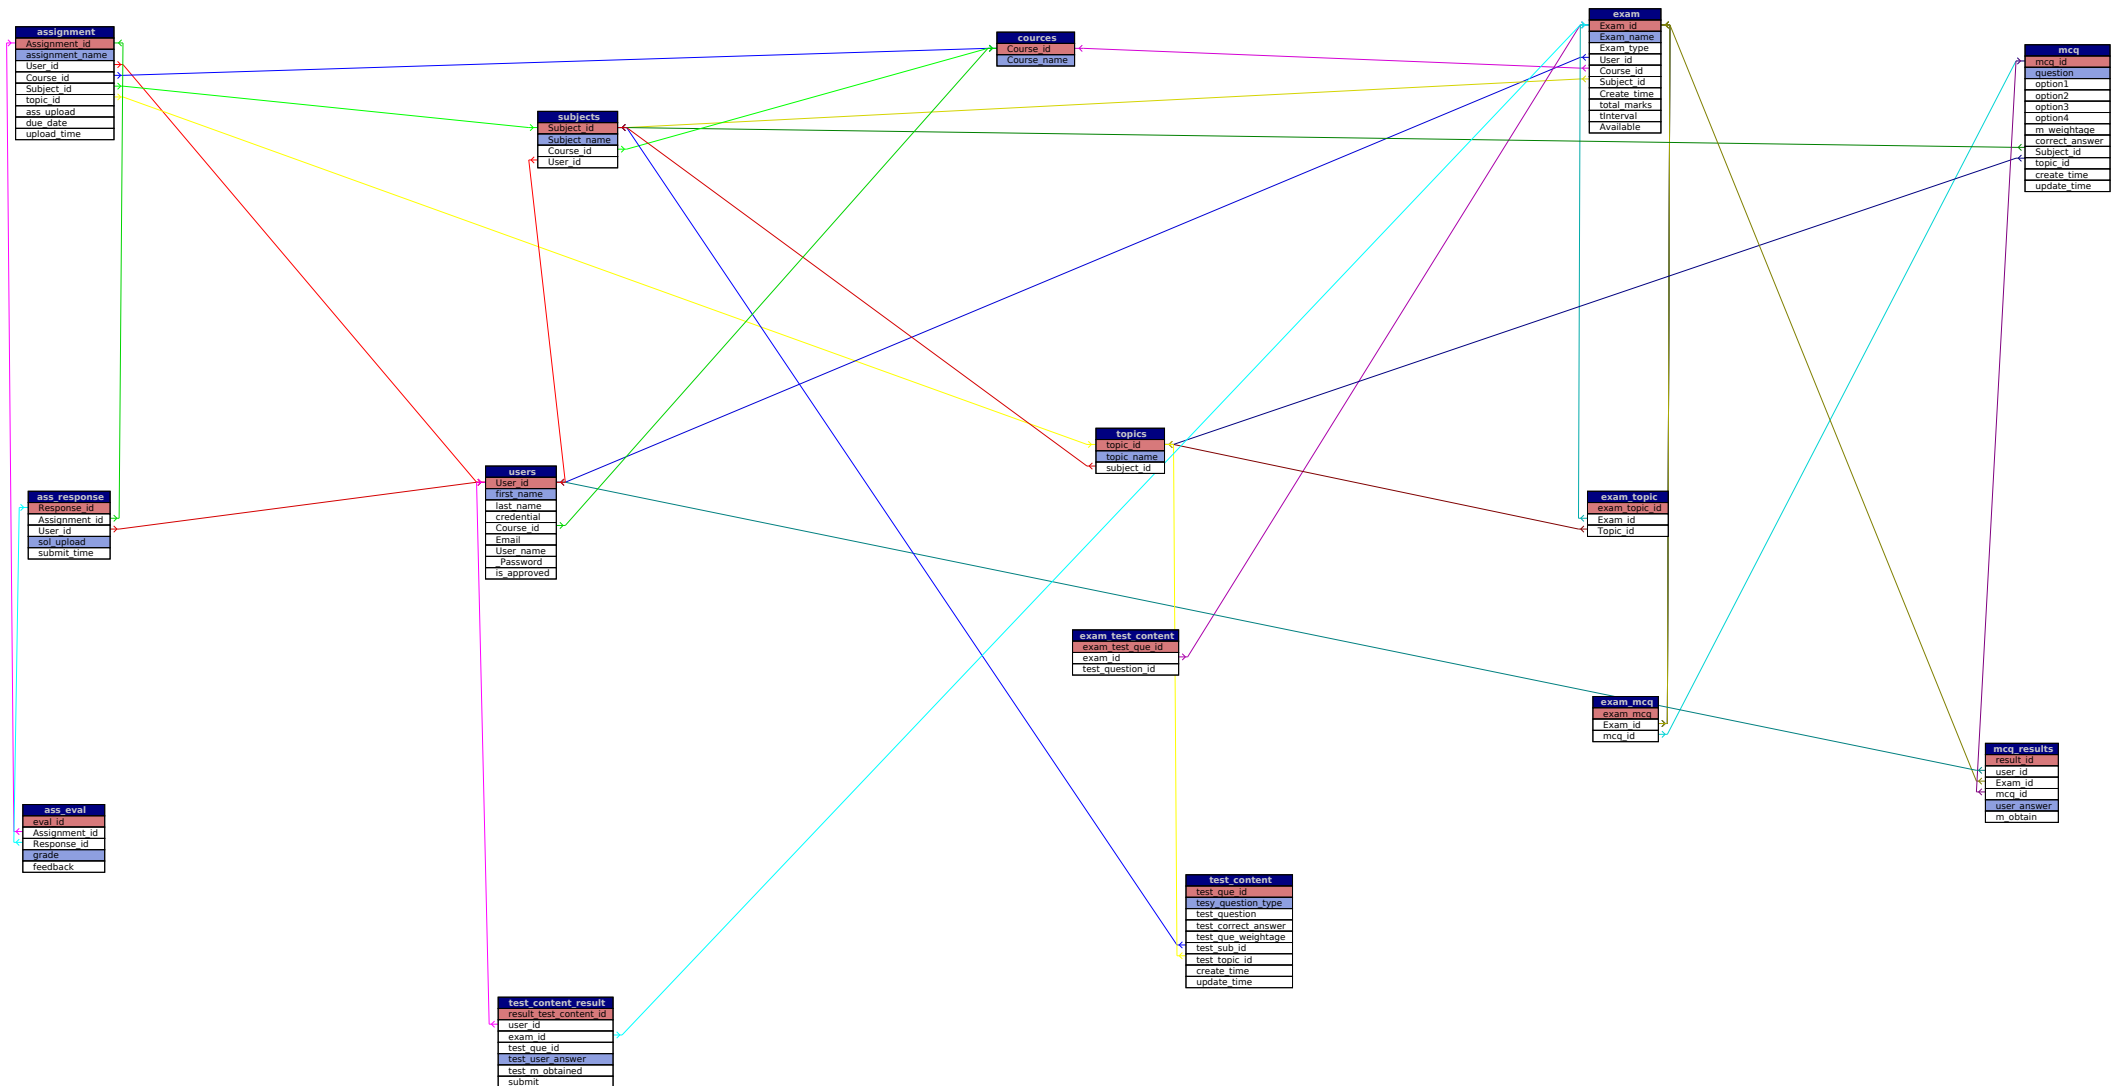 assignment
Assignment_id
assignment_name
User_id
Course_id
Subject_id
topic_id
ass_upload
due_date
upload_time
cources
Course_id
Course_name
exam
Exam_id
Exam_name
Exam_type
User_id
Course_id
Subject_id
Create_time
total_marks
tInterval
Available
mcq
mcq_id
question
option1
option2
option3
option4
m_weightage
correct_answer
Subject_id
topic_id
create_time
update_time
subjects
Subject_id
Subject_name
Course_id
User_id
topics
topic_id
topic_name
subject_id
users
User_id
first_name
last_name
credential
Course_id
Email
User_name
_Password
is_approved
ass_response
Response_id
Assignment_id
User_id
sol_upload
submit_time
exam_topic
exam_topic_id
Exam_id
Topic_id
exam_test_content
exam_test_que_id
exam_id
test_question_id
exam_mcq
exam_mcq
Exam_id
mcq_id
mcq_results
result_id
user_id
Exam_id
mcq_id
user_answer
m_obtain
ass_eval
eval_id
Assignment_id
Response_id
grade
feedback
test_content
test_que_id
tesy_question_type
test_question
test_correct_answer
test_que_weightage
test_sub_id
test_topic_id
create_time
update_time
test_content_result
result_test_content_id
user_id
exam_id
test_que_id
test_user_answer
test_m_obtained
submit